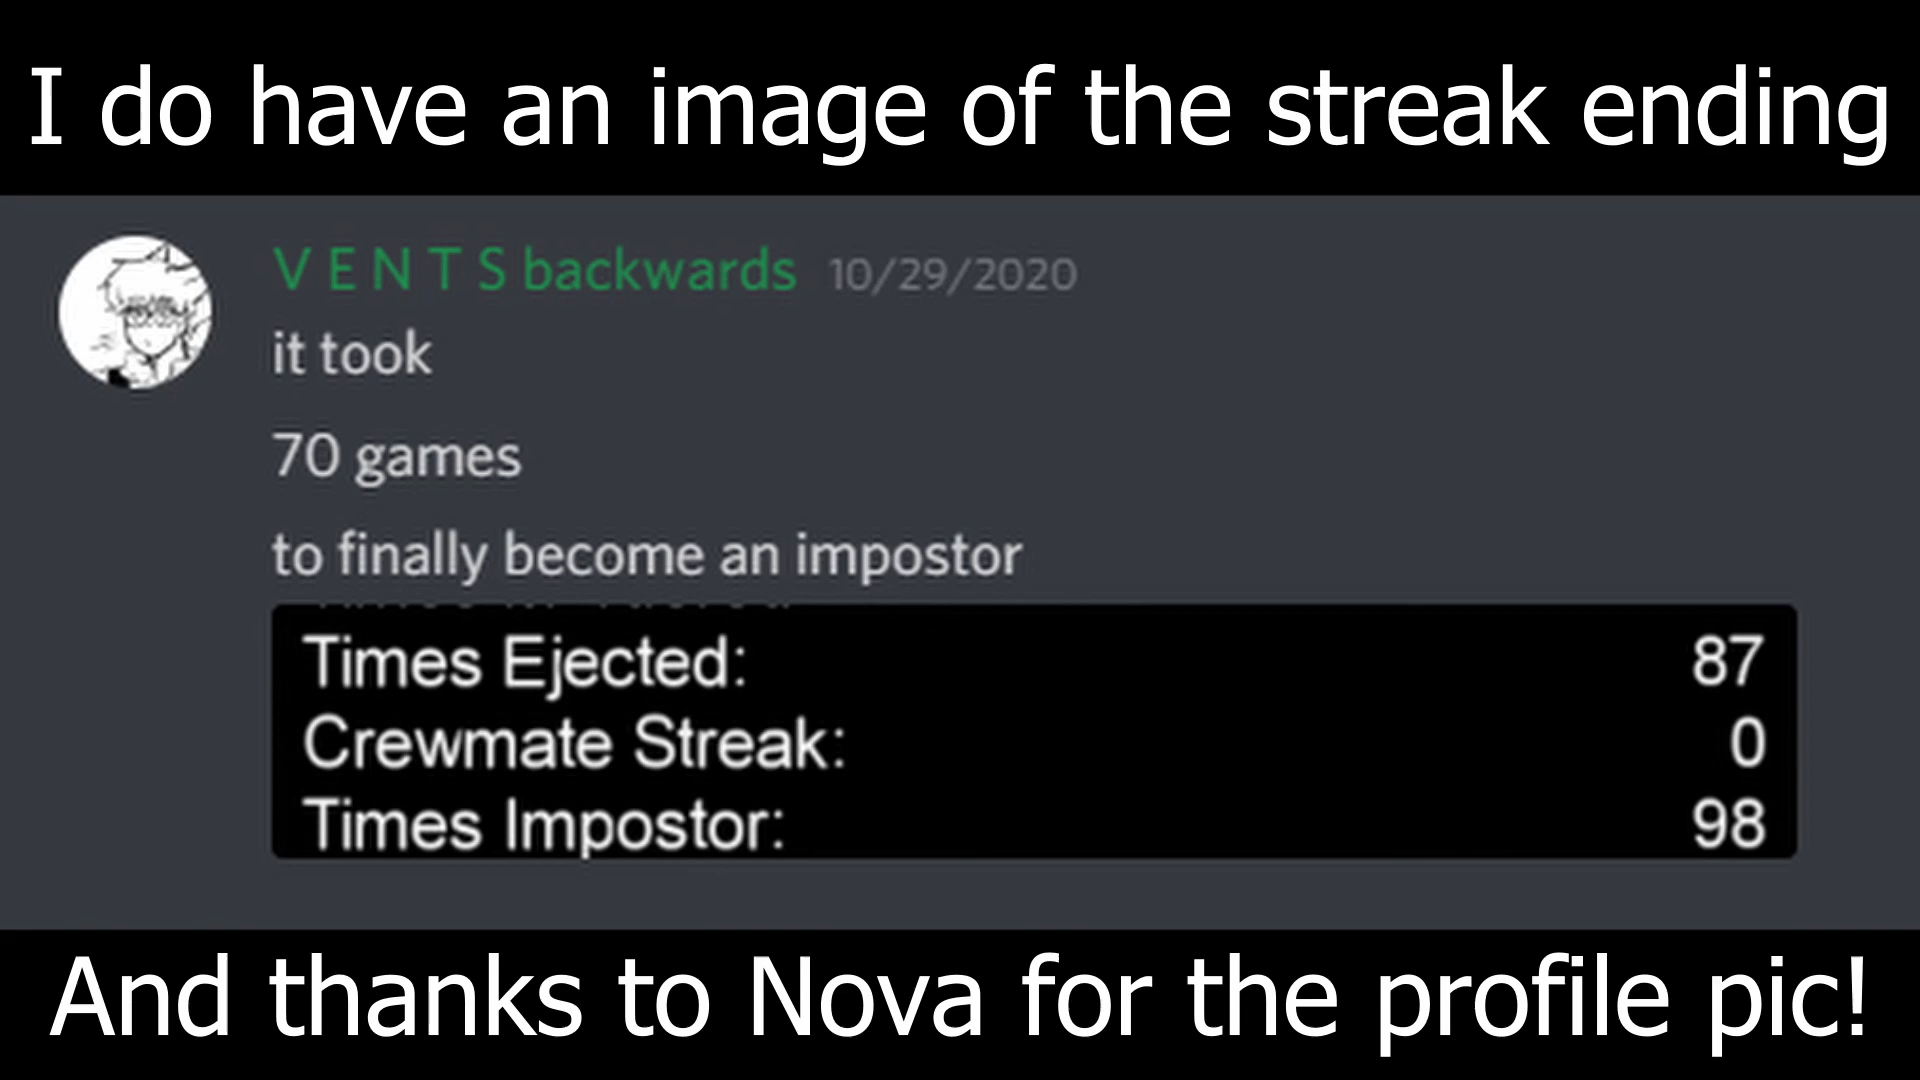 I do have an image of the streak ending
V E N T S backwards 10/29/2020
it took
70 games
to finally become an impostor
Times Ejected: 87
Crewmate Streak: 0
Times Impostor: 98
And thanks to Nova for the profile pic!